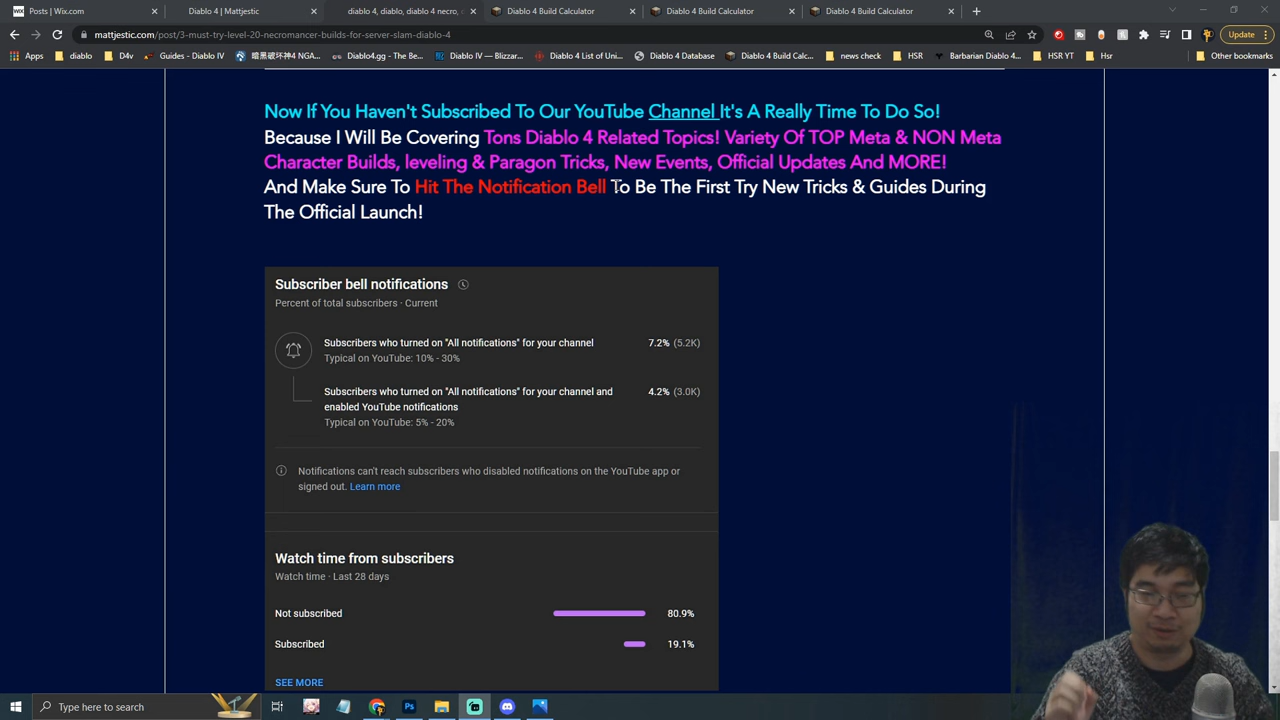 Posts | Wix.com
Diablo 4 | Mattjestic
diablo 4, diablo, diablo 4 necro,
Diablo 4 Build Calculator
Diablo 4 Build Calculator
Diablo 4 Build Calculator
mattjestic.com/post/3-must-try-level-20-necromancer-builds-for-server-slam-diablo-4
Update
Apps
diablo
D4v
Guides - Diablo IV
暗黑破坏神4 NGA...
Diablo4.gg - The Be...
Diablo IV — Blizzar...
Diablo 4 List of Uni...
Diablo 4 Database
Diablo 4 Build Calc...
news check
HSR
Barbarian Diablo 4...
HSR YT
Hsr
Other bookmarks
Now If You Haven't Subscribed To Our YouTube Channel It's A Really Time To Do So!
Because I Will Be Covering Tons Diablo 4 Related Topics! Variety Of TOP Meta & NON Meta
Character Builds, leveling & Paragon Tricks, New Events, Official Updates And MORE!
And Make Sure To Hit The Notification Bell To Be The First Try New Tricks & Guides During
The Official Launch!
Subscriber bell notifications
Percent of total subscribers · Current
Subscribers who turned on "All notifications" for your channel 7.2% (5.2K)
Typical on YouTube: 10% - 30%
Subscribers who turned on "All notifications" for your channel and 4.2% (3.0K)
enabled YouTube notifications
Typical on YouTube: 5% - 20%
Notifications can't reach subscribers who disabled notifications on the YouTube app or
signed out. Learn more
Watch time from subscribers
Watch time · Last 28 days
Not subscribed 80.9%
Subscribed 19.1%
SEE MORE
Type here to search